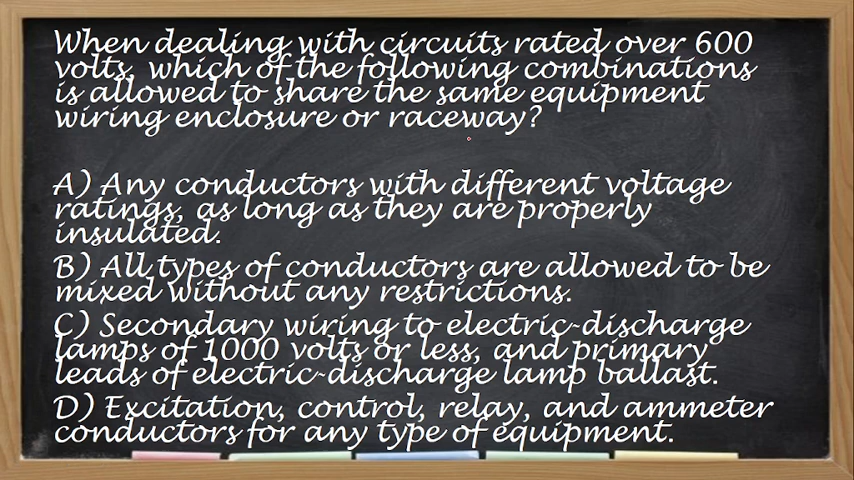 When dealing with circuits rated over 600
volts, which of the following combinations
is allowed to share the same equipment
wiring enclosure or raceway?
A) Any conductors with different voltage
ratings, as long as they are properly
insulated.
B) All types of conductors are allowed to be
mixed without any restrictions.
C) Secondary wiring to electric-discharge
lamps of 1000 volts or less, and primary
leads of electric-discharge lamp ballast.
D) Excitation, control, relay, and ammeter
conductors for any type of equipment.